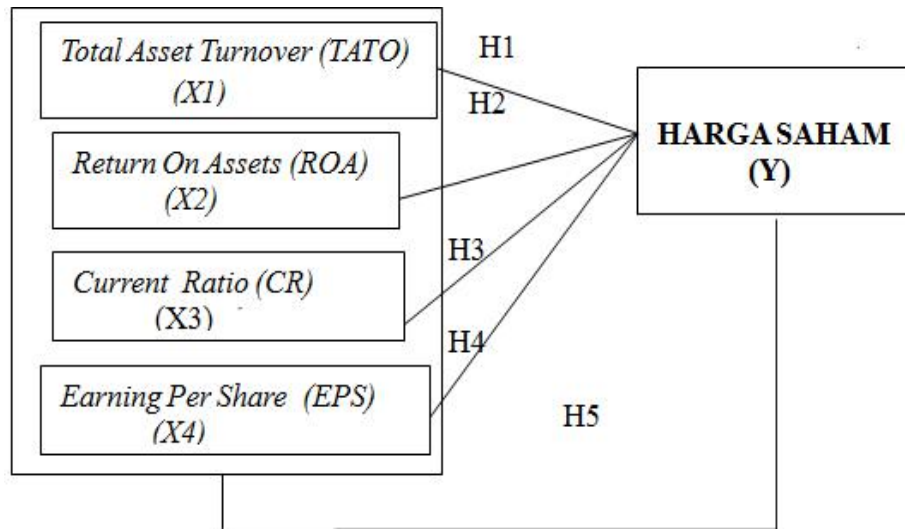 Total Asset Turnover (TATO)
(X1)
H1
H2
HARGA SAHAM
(Y)
Return On Assets (ROA)
(X2)
H3
Current Ratio (CR)
(X3)
H4
Earning Per Share (EPS)
(X4)
H5